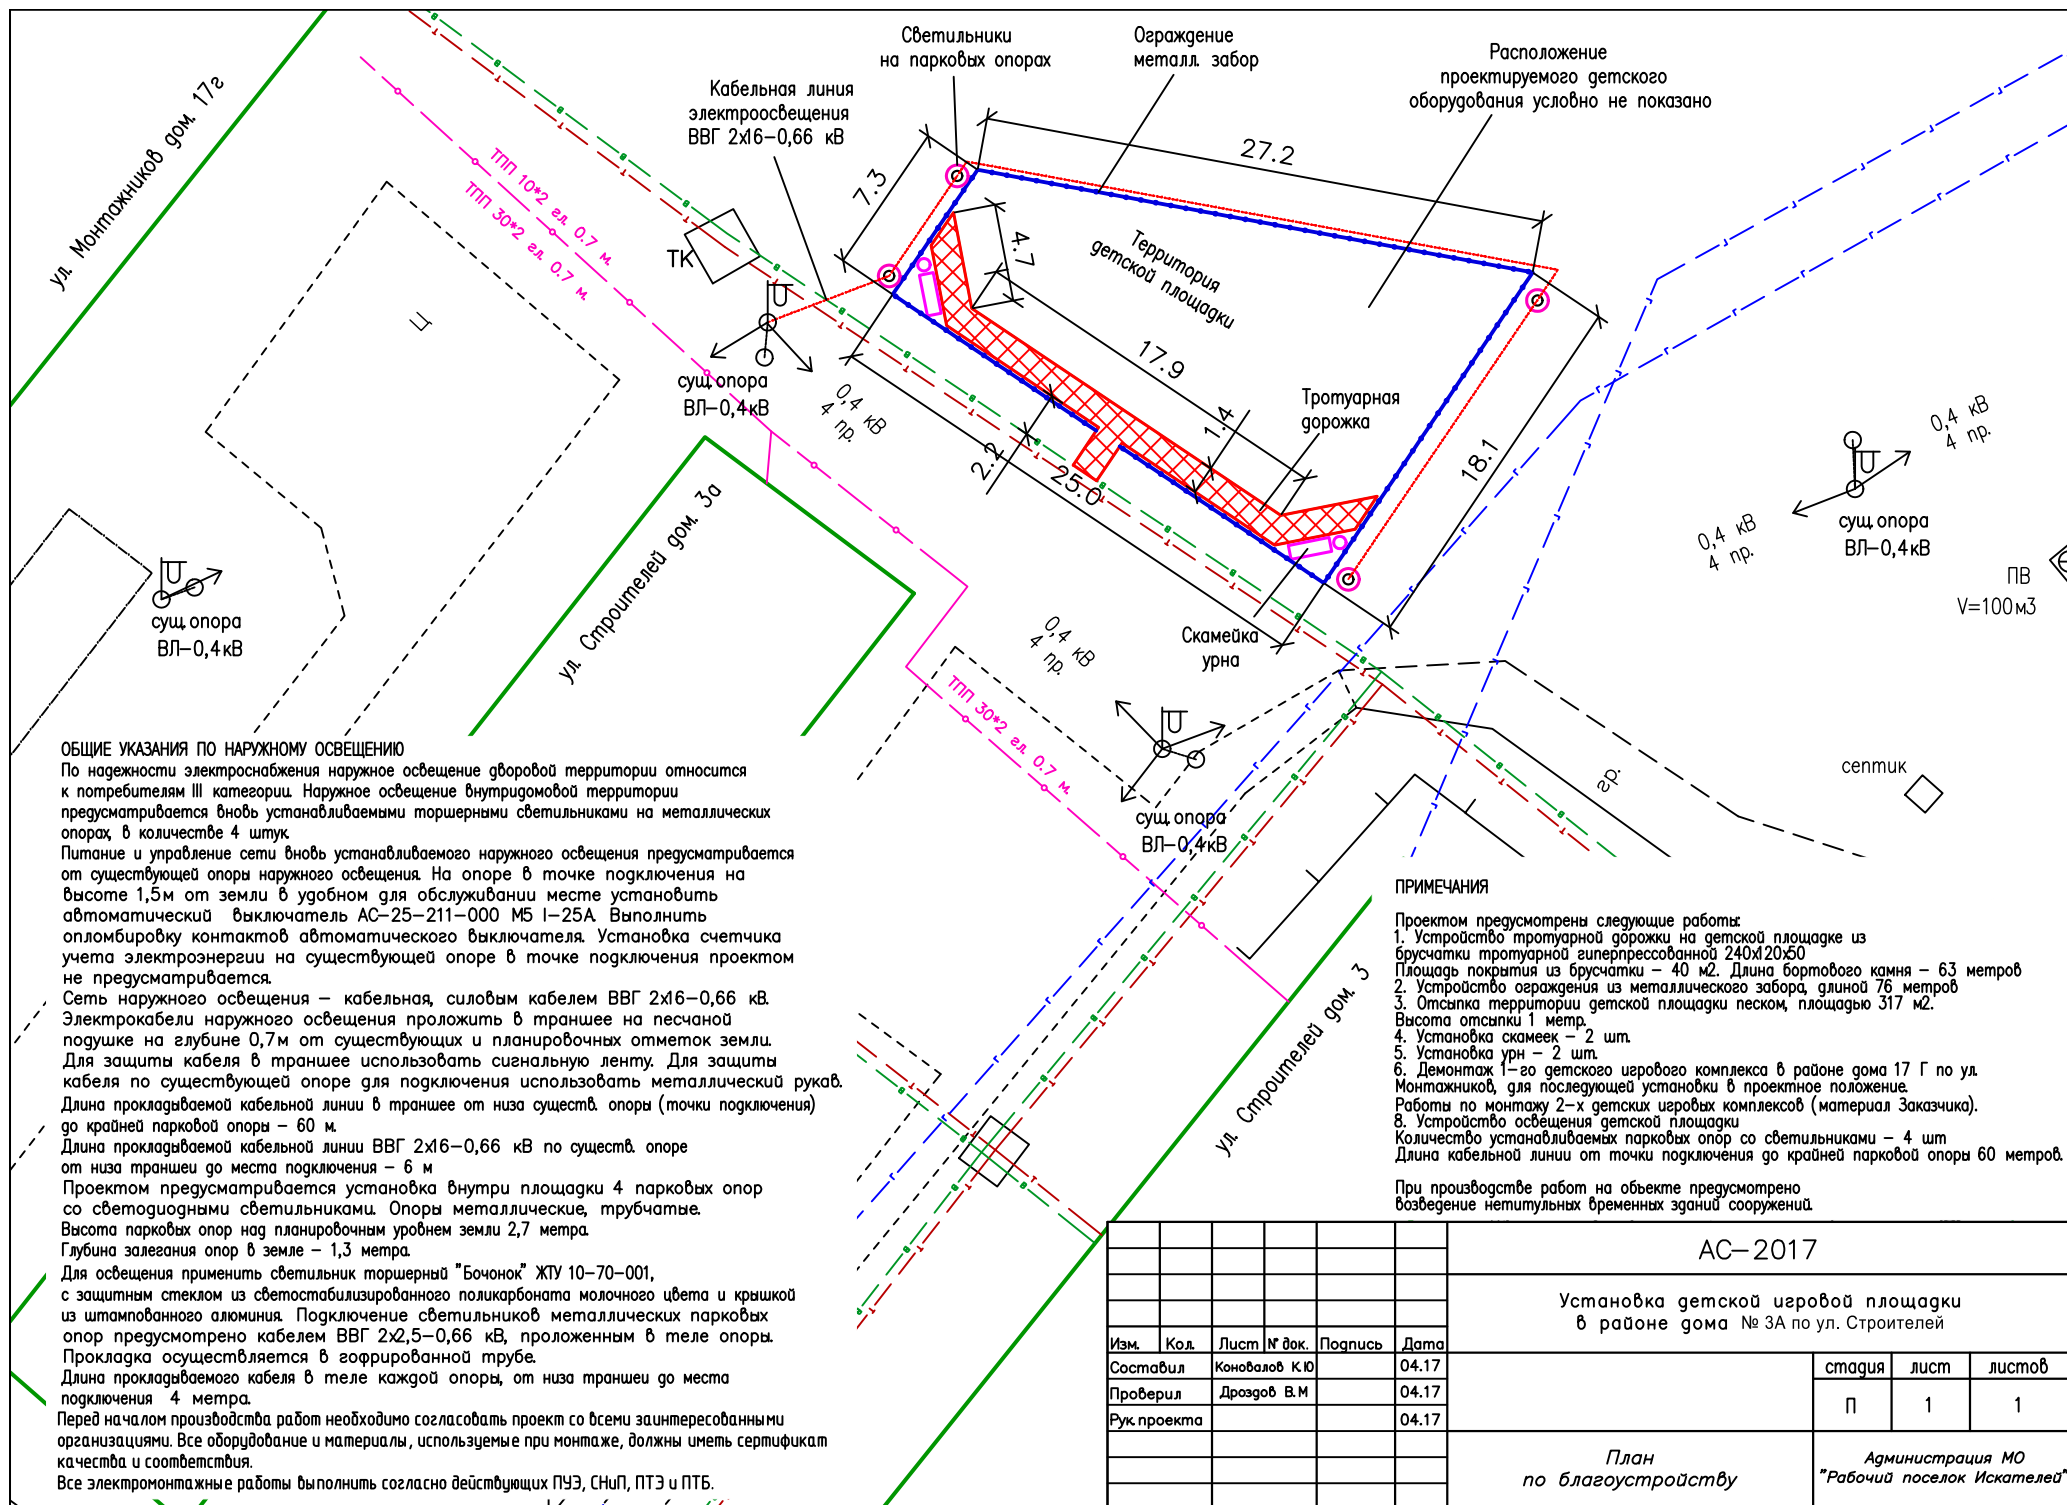 Светильники
на парковых опорах
Ограждение
металл. забор
Расположение
проектируемого детского
оборудования условно не показано
Кабельная линия
электроосвещения
ВВГ 2х16-0,66 кВ
ул. Монтажников дом. 17г
ТПП 10*2 гл. 0.7 м.
ТПП 30*2 гл. 0.7 м.
ТК
Ц
27.2
7.3
4.7
Территория
детской площадки
17.9
1.4
Тротуарная
дорожка
18.1
2.2
25.0
сущ.опора
ВЛ-0,4кВ
0,4 кВ
4 пр.
0,4 кВ
4 пр.
0,4 кВ
4 пр.
сущ.опора
ВЛ-0,4кВ
ПВ
V=100м3
сущ.опора
ВЛ-0,4кВ
ул. Строителей дом. 3а
0,4 кВ
4 пр.
Скамейка
урна
ТПП 30*2 гл. 0.7 м.
сущ.опора
ВЛ-0,4кВ
гр.
септик
ул. Строителей дом. 3
ОБЩИЕ УКАЗАНИЯ ПО НАРУЖНОМУ ОСВЕЩЕНИЮ
По надежности электроснабжения наружное освещение дворовой территории относится
к потребителям III категории. Наружное освещение внутридомовой территории
предусматривается вновь устанавливаемыми торшерными светильниками на металлических
опорах, в количестве 4 штук.
Питание и управление сети вновь устанавливаемого наружного освещения предусматривается
от существующей опоры наружного освещения. На опоре в точке подключения на
высоте 1,5м от земли в удобном для обслуживании месте установить
автоматический выключатель АС-25-211-000 М5 I-25А. Выполнить
опломбировку контактов автоматического выключателя. Установка счетчика
учета электроэнергии на существующей опоре в точке подключения проектом
не предусматривается.
Сеть наружного освещения - кабельная, силовым кабелем ВВГ 2х16-0,66 кВ.
Электрокабели наружного освещения проложить в траншее на песчаной
подушке на глубине 0,7м от существующих и планировочных отметок земли.
Для защиты кабеля в траншее использовать сигнальную ленту. Для защиты
кабеля по существующей опоре для подключения использовать металлический рукав.
Длина прокладываемой кабельной линии в траншее от низа существ. опоры (точки подключения)
до крайней парковой опоры - 60 м.
Длина прокладываемой кабельной линии ВВГ 2х16-0,66 кВ по существ. опоре
от низа траншеи до места подключения - 6 м
Проектом предусматривается установка внутри площадки 4 парковых опор
со светодиодными светильниками. Опоры металлические, трубчатые.
Высота парковых опор над планировочным уровнем земли 2,7 метра.
Глубина залегания опор в земле - 1,3 метра.
Для освещения применить светильник торшерный "Бочонок" ЖТУ 10-70-001,
с защитным стеклом из светостабилизированного поликарбоната молочного цвета и крышкой
из штампованного алюминия. Подключение светильников металлических парковых
опор предусмотрено кабелем ВВГ 2х2,5-0,66 кВ, проложенным в теле опоры.
Прокладка осуществляется в гофрированной трубе.
Длина прокладываемого кабеля в теле каждой опоры, от низа траншеи до места
подключения 4 метра.
Перед началом производства работ необходимо согласовать проект со всеми заинтересованными
организациями. Все оборудование и материалы, используемые при монтаже, должны иметь сертификат
качества и соответствия.
Все электромонтажные работы выполнить согласно действующих ПУЭ, СНиП, ПТЭ и ПТБ.
ПРИМЕЧАНИЯ
Проектом предусмотрены следующие работы:
1. Устройство тротуарной дорожки на детской площадке из
брусчатки тротуарной гиперпрессованной 240х120х50
Площадь покрытия из брусчатки - 40 м2. Длина бортового камня - 63 метров
2. Устройство ограждения из металлического забора, длиной 76 метров
3. Отсыпка территории детской площадки песком, площадью 317 м2.
Высота отсыпки 1 метр.
4. Установка скамеек - 2 шт.
5. Установка урн - 2 шт.
6. Демонтаж 1-го детского игрового комплекса в районе дома 17 Г по ул.
Монтажников, для последующей установки в проектное положение.
Работы по монтажу 2-х детских игровых комплексов (материал Заказчика).
8. Устройство освещения детской площадки
Количество устанавливаемых парковых опор со светильниками - 4 шт
Длина кабельной линии от точки подключения до крайней парковой опоры 60 метров.
При производстве работ на объекте предусмотрено
возведение нетитульных временных зданий сооружений.
АС-2017
Установка детской игровой площадки
в районе дома № 3А по ул. Строителей
Изм. Кол. Лист № док. Подпись Дата
Составил Коновалов К.Ю 04.17
Проверил Дроздов В.М 04.17
Рук.проекта 04.17
стадия лист листов
П 1 1
План
по благоустройству
Администрация МО
"Рабочий поселок Искателей"